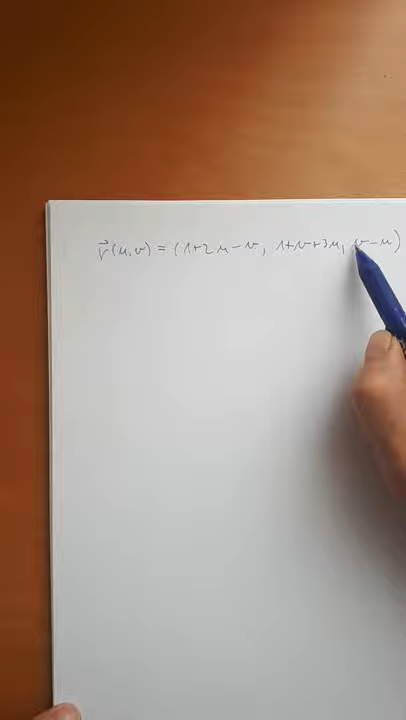 r⃗(u,v) = (1+2u-v, 1+v+3u, v-u)